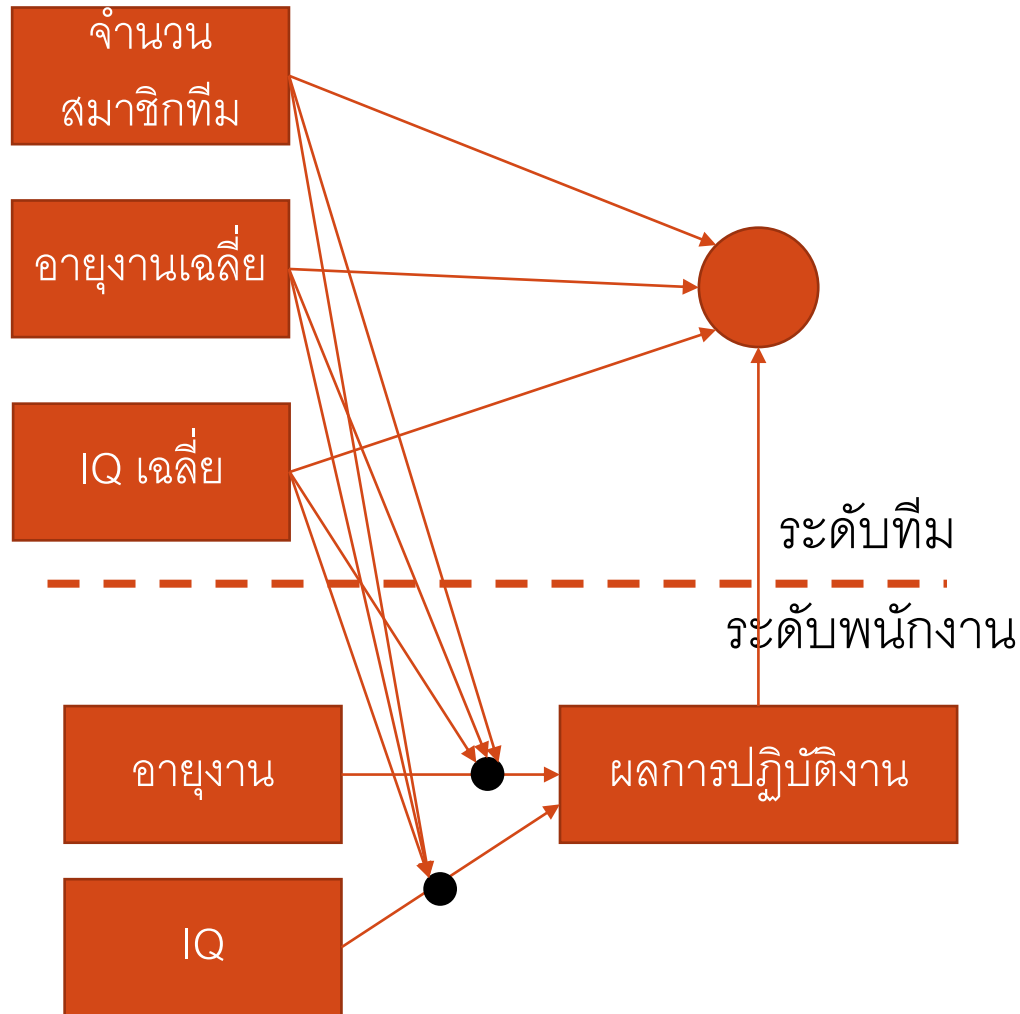 จำนวน
สมาชิกทีม
อายุงานเฉลี่ย
IQ เฉลี่ย
ระดับทีม
ระดับพนักงาน
อายุงาน
ผลการปฏิบัติงาน
IQ